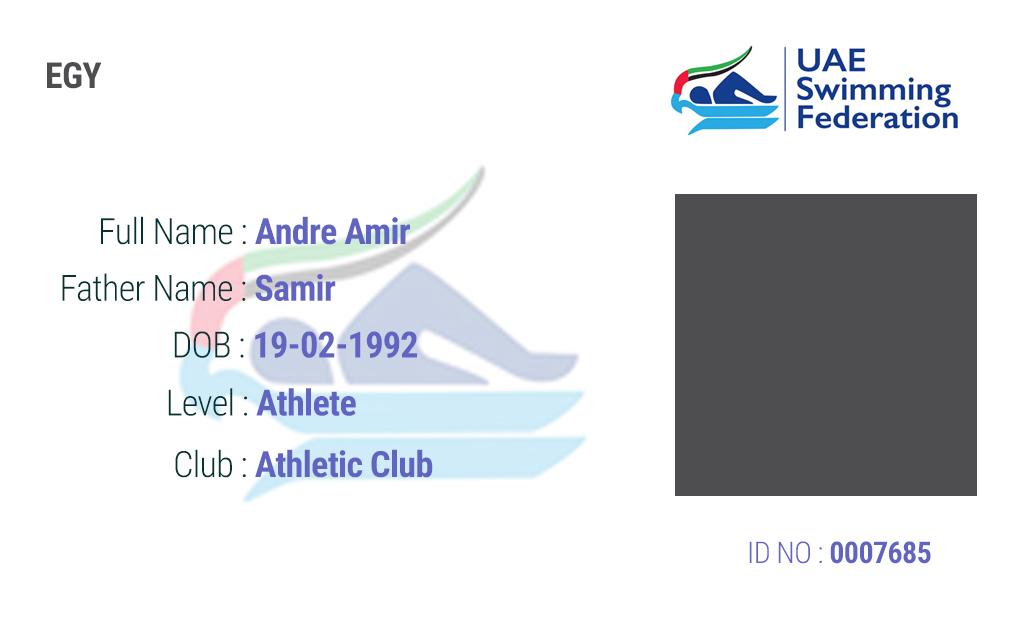 EGY
UAE
Swimming
Federation
Full Name : Andre Amir
Father Name : Samir
DOB : 19-02-1992
Level : Athlete
Club : Athletic Club
ID NO : 0007685